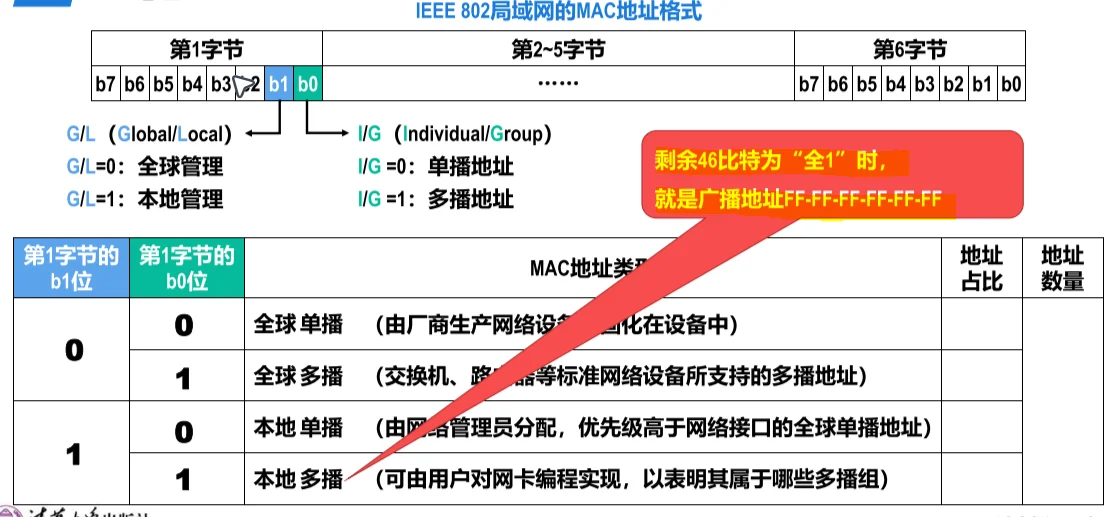 IEEE 802局域网的MAC地址格式
第1字节 第2~5字节 第6字节
b7 b6 b5 b4 b3 2 b1 b0 …… b7 b6 b5 b4 b3 b2 b1 b0
G/L（Global/Local） I/G（Individual/Group）
G/L=0：全球管理 I/G =0：单播地址
G/L=1：本地管理 I/G =1：多播地址
剩余46比特为“全1”时，
就是广播地址FF-FF-FF-FF-FF-FF
第1字节的b1位 第1字节的b0位 MAC地址类 地址占比 地址数量
0 0 全球 单播 （由厂商生产网络设备 固化在设备中）
1 全球 多播 （交换机、路由器等标准网络设备所支持的多播地址）
1 0 本地 单播 （由网络管理员分配，优先级高于网络接口的全球单播地址）
1 本地 多播 （可由用户对网卡编程实现，以表明其属于哪些多播组）